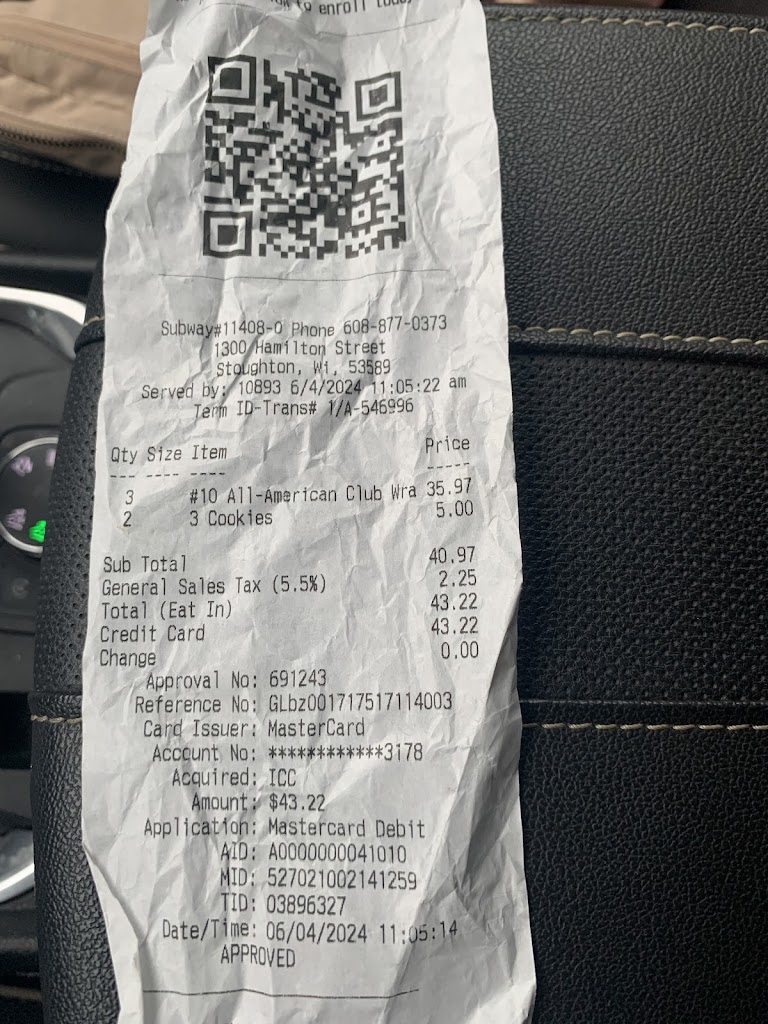 to enroll
Subway#11408-0 Phone 608-877-0373
1300 Hamilton Street
Stoughton, Wi, 53589
Served by: 10893 6/4/2024 11:05:22 am
Term ID-Trans# 1/A-546996
Qty Size Item Price
--- ---- ---- -----
3 #10 All-American Club Wra 35.97
2 3 Cookies 5.00
Sub Total 40.97
General Sales Tax (5.5%) 2.25
Total (Eat In) 43.22
Credit Card 43.22
Change 0.00
Approval No: 691243
Reference No: GLbz001717517114003
Card Issuer: MasterCard
Account No: ************3178
Acquired: ICC
Amount: $43.22
Application: Mastercard Debit
AID: A0000000041010
MID: 527021002141259
TID: 03896327
Date/Time: 06/04/2024 11:05:14
APPROVED